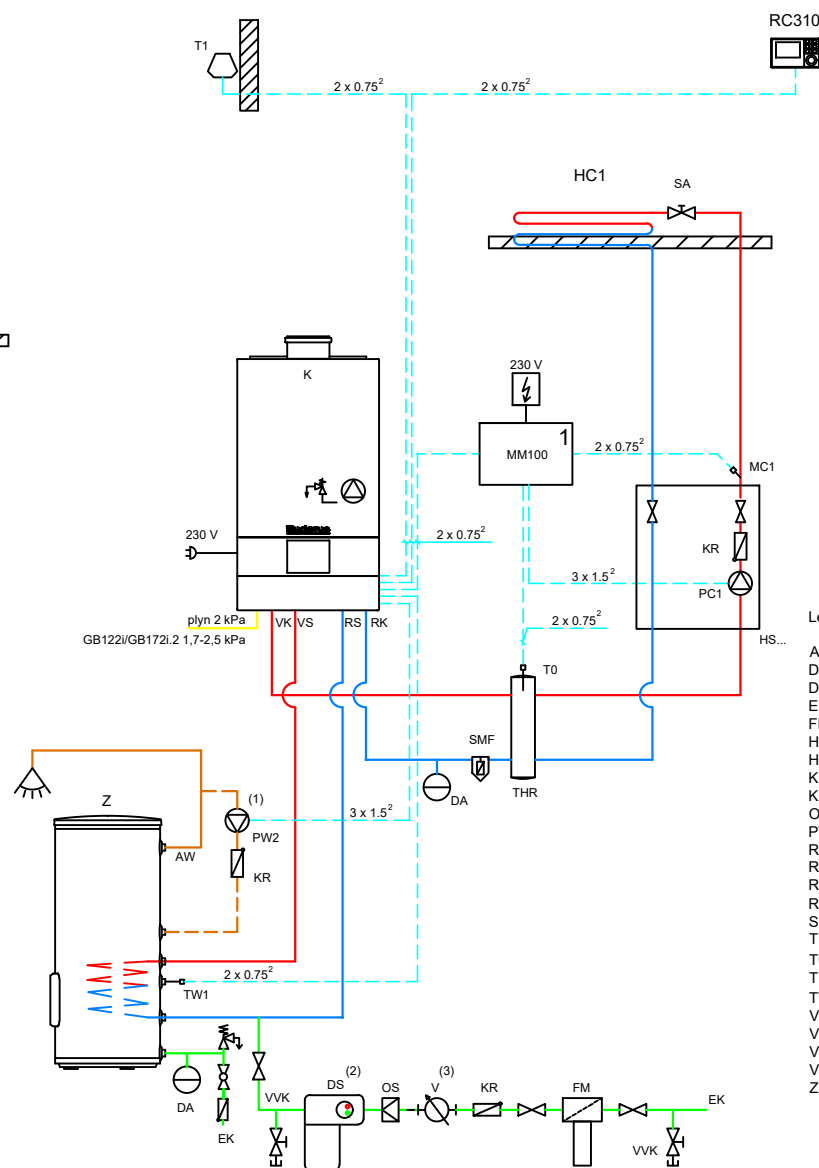 RC310
T1
2 x 0.75²
2 x 0.75²
HC1
SA
K
230 V
1
MM100
2 x 0.75²
MC1
Buderus
230 V
2 x 0.75²
KR
3 x 1.5²
PC1
plyn 2 kPa
VK
VS
RS
RK
2 x 0.75²
GB122i/GB172i.2 1,7-2,5 kPa
HS...
T0
SMF
DA
THR
Z
(1)
3 x 1.5²
PW2
AW
KR
2 x 0.75²
TW1
DA
EK
VVK
DS
(2)
OS
V
(3)
KR
FM
EK
VVK